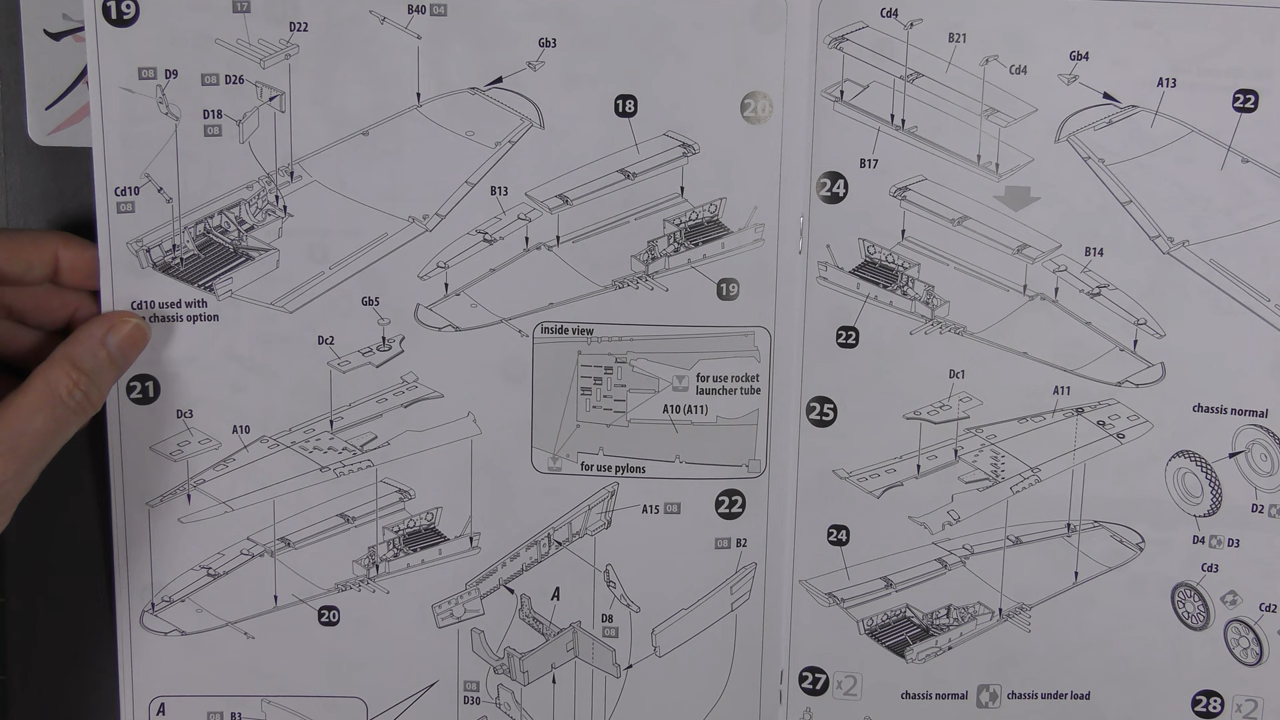 19
17
D22
B40 04
Gb3
08 D9
08 D26
D18
08
18
20
Cd10
08
B13
19
Cd10 used with
chassis option
Gb5
Dc2
inside view
for use rocket
launcher tube
A10 (A11)
for use pylons
21
Dc3
A10
20
22
A15 08
08 B2
A
D8
08
08
D30
A
08 B3
Cd4
B21
Cd4
Gb4
A13
22
B17
24
B14
22
25
Dc1
A11
chassis normal
D2
D4 D3
Cd3
Cd2
24
27 x2
chassis normal chassis under load
28 x2